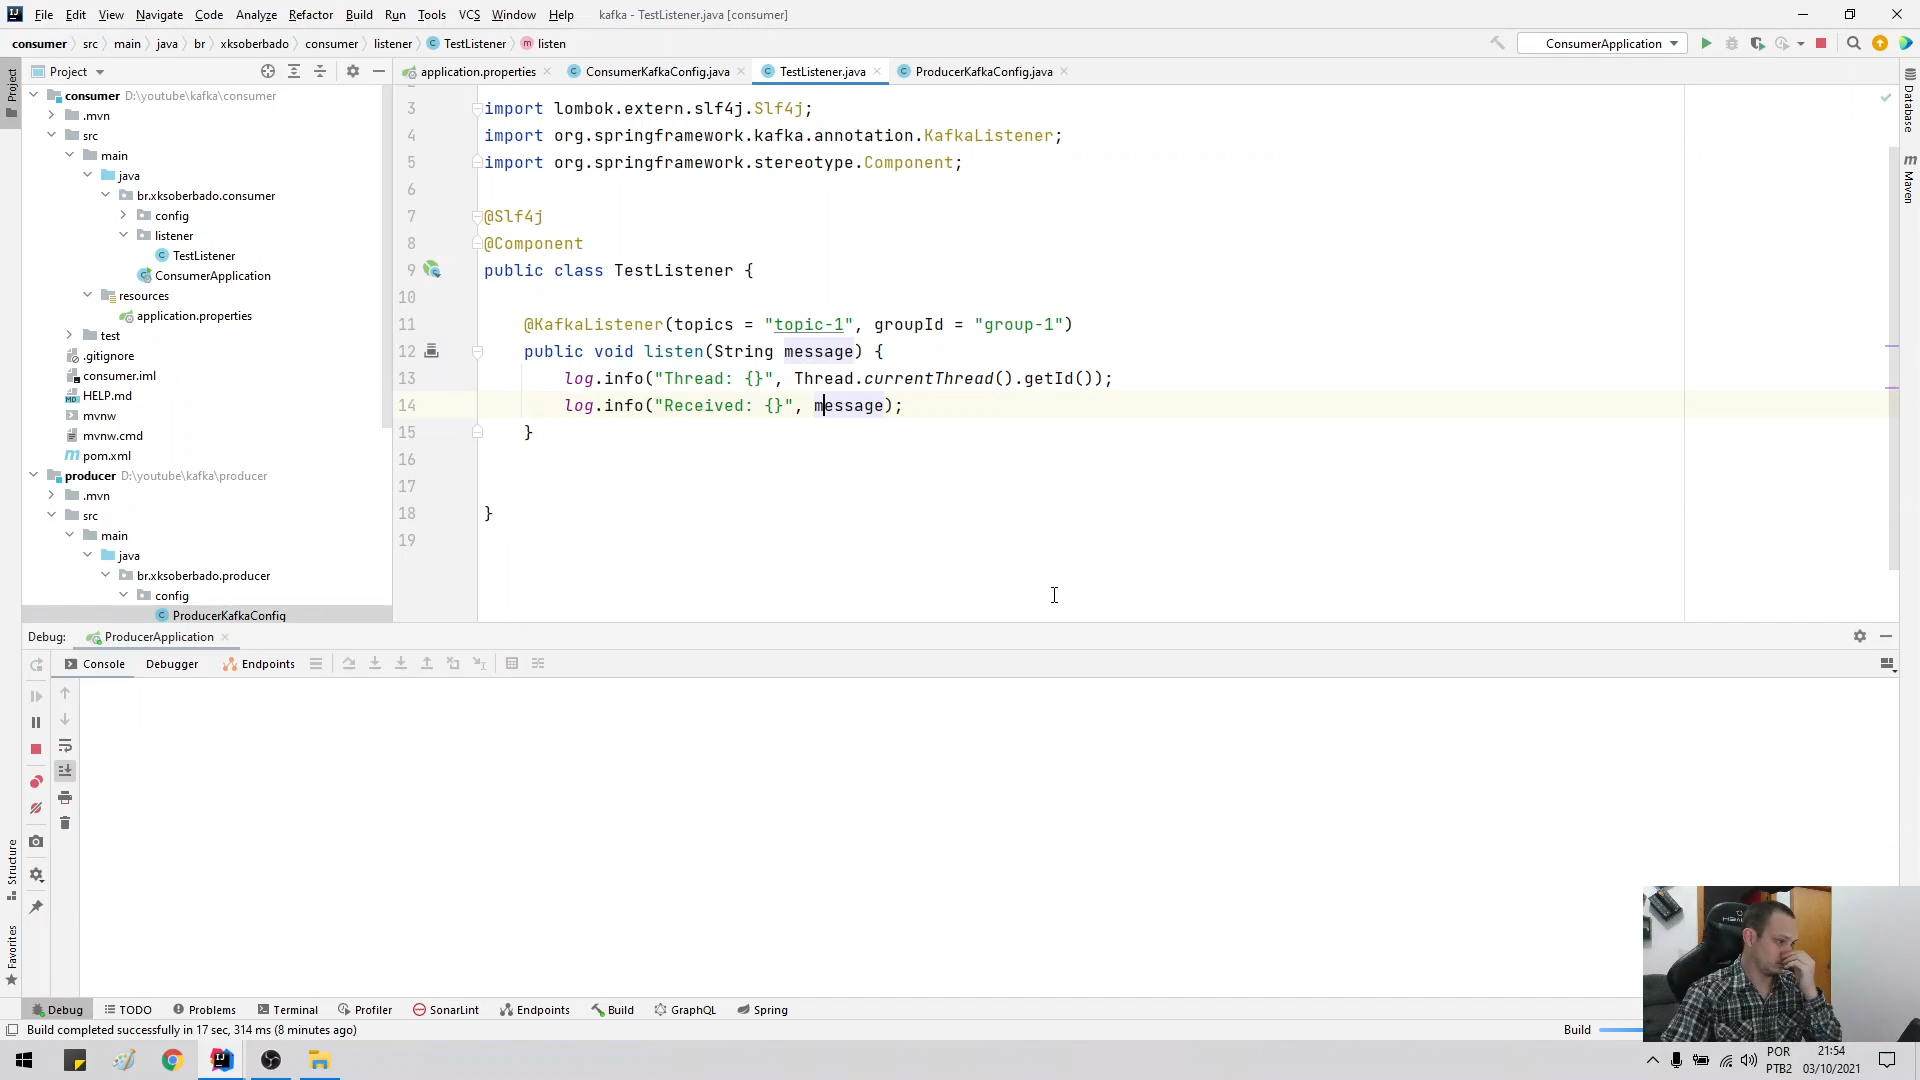 File Edit View Navigate Code Analyze Refactor Build Run Tools VCS Window Help kafka - TestListener.java [consumer]
consumer src main java br xksoberbado consumer listener TestListener listen
ConsumerApplication
Project
application.properties ConsumerKafkaConfig.java TestListener.java ProducerKafkaConfig.java
Project
Database
Maven
consumer D:\youtube\kafka\consumer
.mvn
src
main
java
br.xksoberbado.consumer
config
listener
TestListener
ConsumerApplication
resources
application.properties
test
.gitignore
consumer.iml
HELP.md
mvnw
mvnw.cmd
pom.xml
producer D:\youtube\kafka\producer
.mvn
src
main
java
br.xksoberbado.producer
config
ProducerKafkaConfig
3 import lombok.extern.slf4j.Slf4j;
4 import org.springframework.kafka.annotation.KafkaListener;
5 import org.springframework.stereotype.Component;
6
7 @Slf4j
8 @Component
9 public class TestListener {
10
11 @KafkaListener(topics = "topic-1", groupId = "group-1")
12 public void listen(String message) {
13 log.info("Thread: {}", Thread.currentThread().getId());
14 log.info("Received: {}", message);
15 }
16
17
18 }
19
Debug: ProducerApplication
Console Debugger Endpoints
Structure
Favorites
Debug TODO Problems Terminal Profiler SonarLint Endpoints Build GraphQL Spring
Build completed successfully in 17 sec, 314 ms (8 minutes ago) Build
POR
PTB2
21:54
03/10/2021